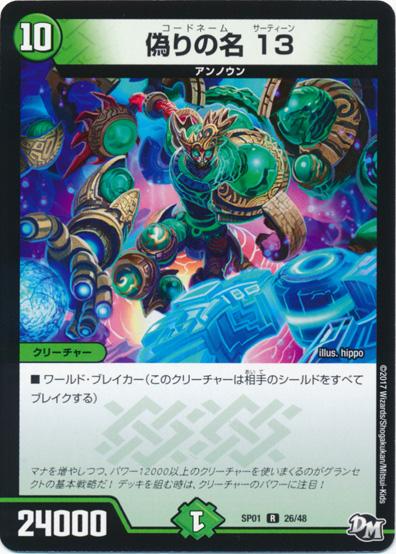 10
コードネーム サーティーン
偽りの名 13
アンノウン
クリーチャー
illus. hippo
■ ワールド・ブレイカー(このクリーチャーは相手のシールドをすべて
ブレイクする)
マナを増やしつつ、パワー12000以上のクリーチャーを使いまくるのがグランセ
クトの基本戦略だ!デッキを組む時は、クリーチャーのパワーに注目!
©2017 Wizards/Shogakukan/Mitsui-Kids
24000
1
SP01 R 26/48
DM